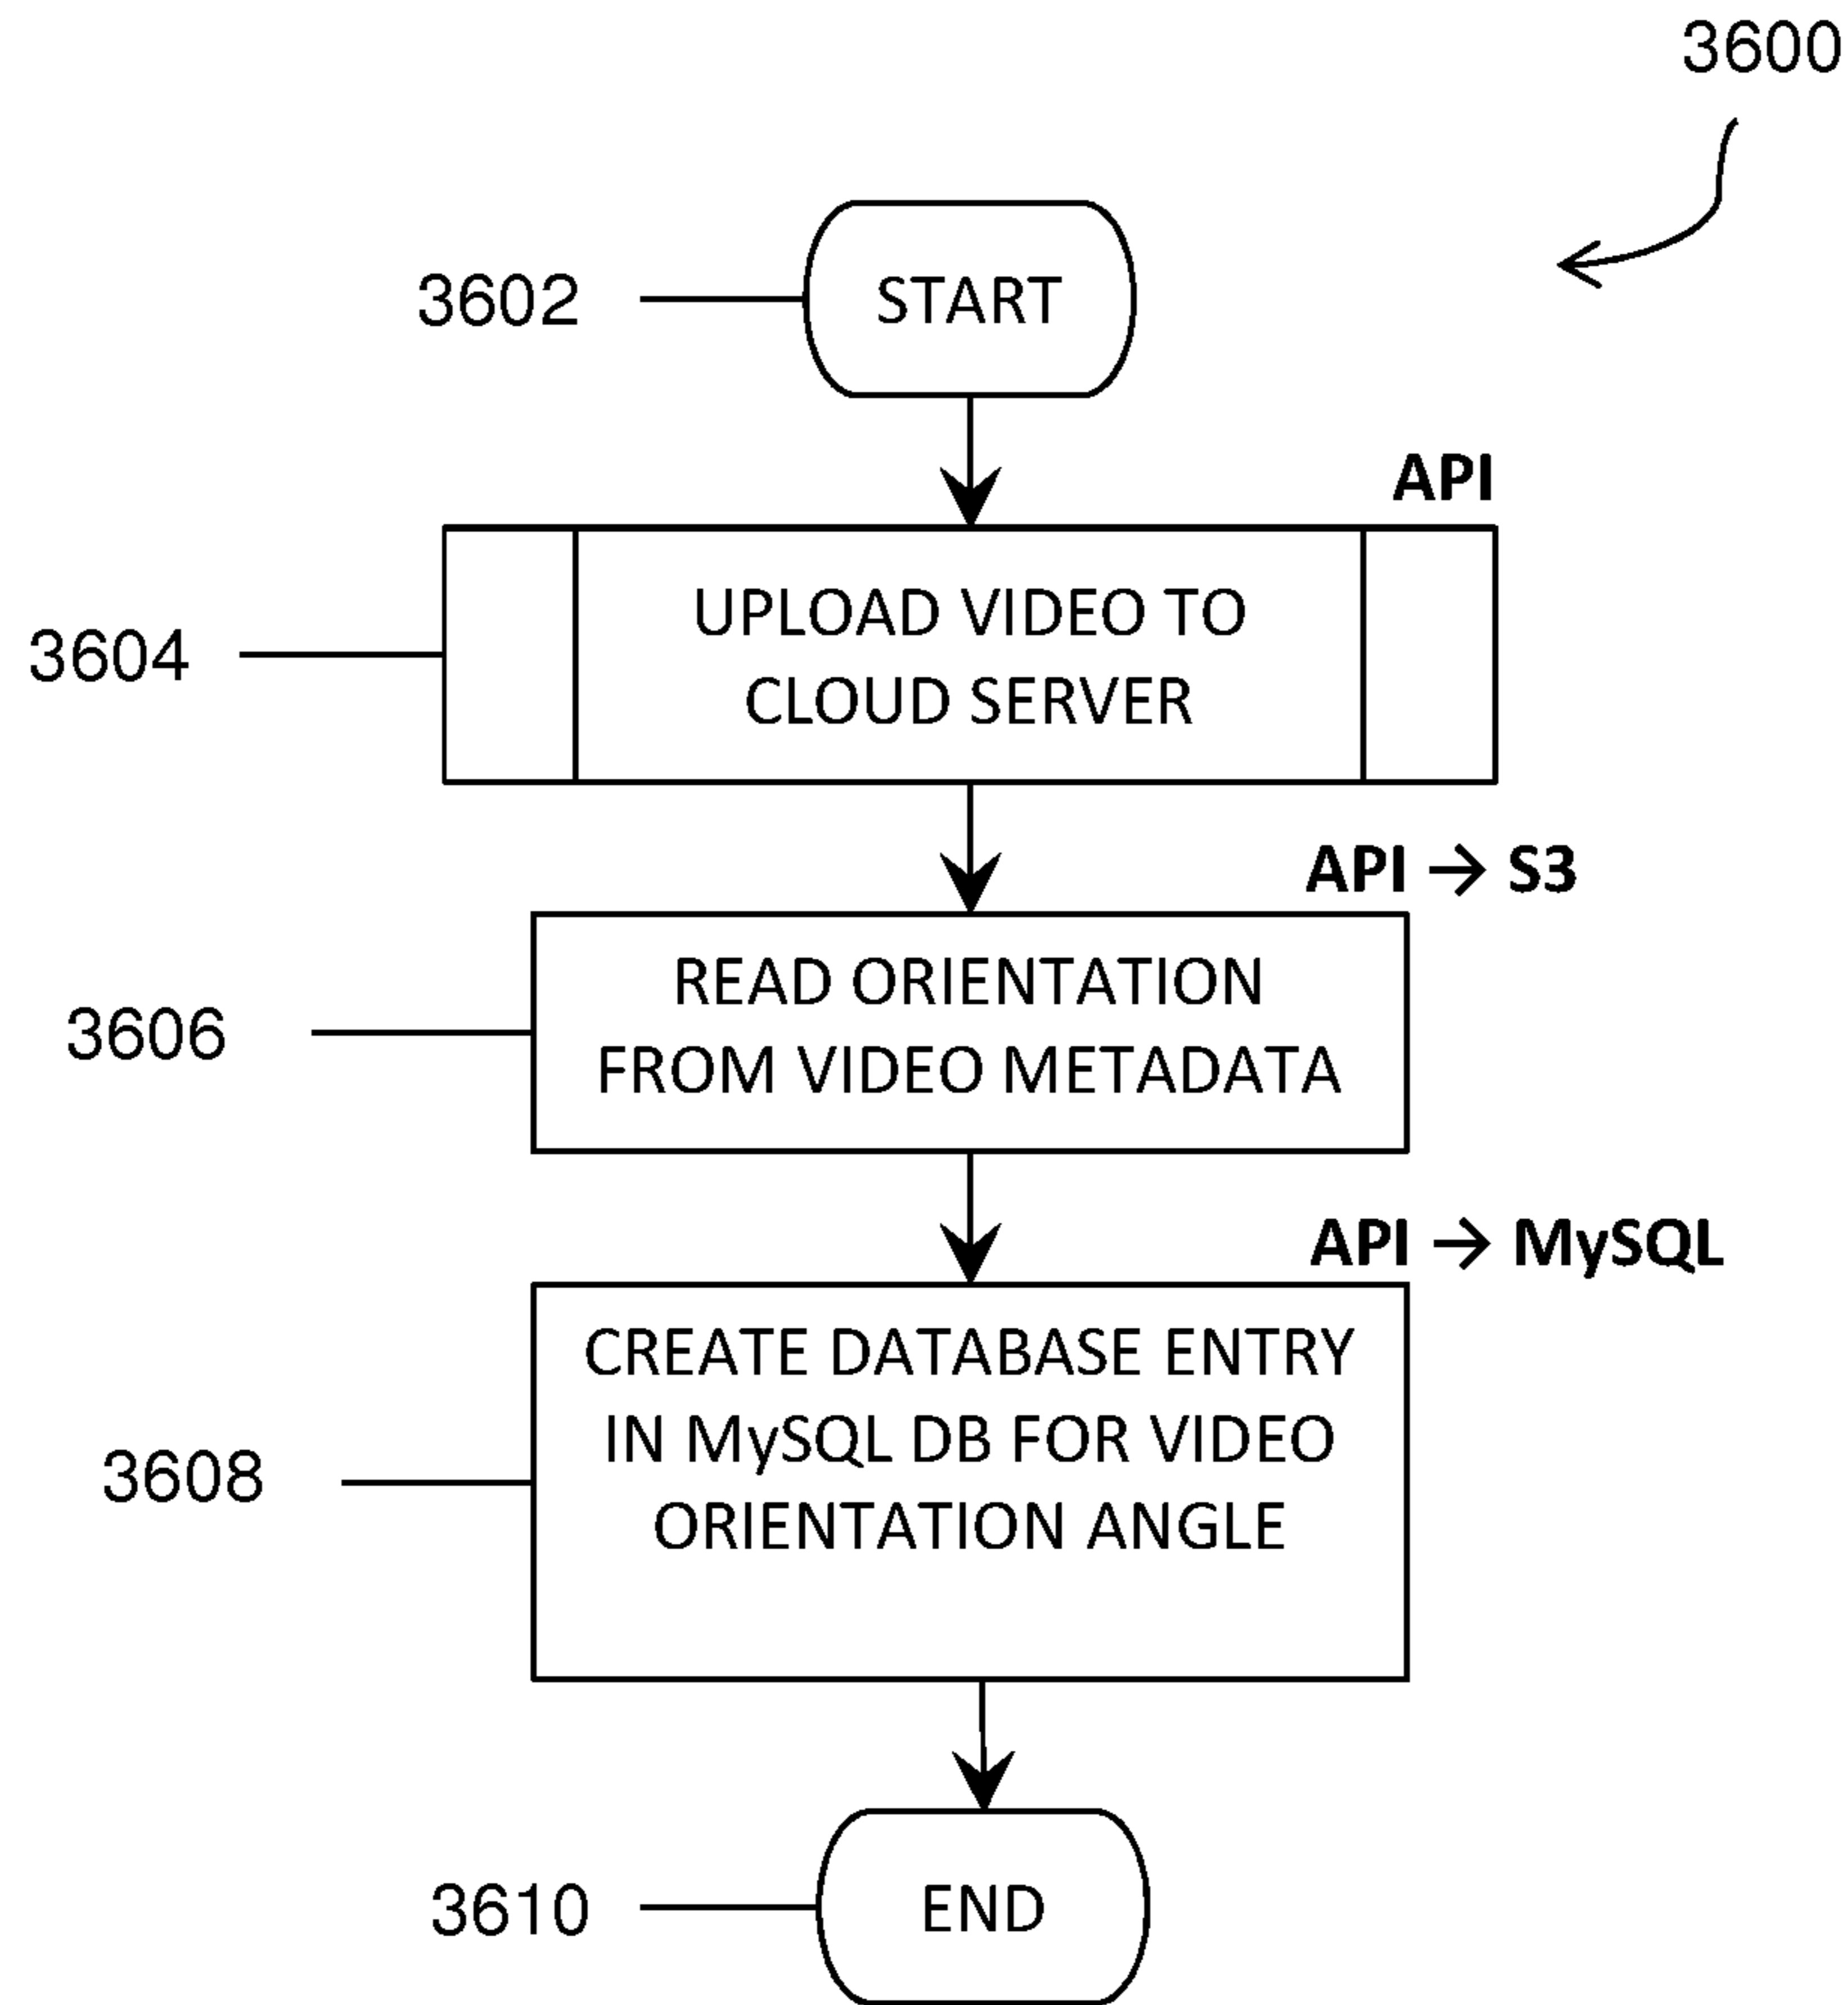 3600
3602
START
API
3604
UPLOAD VIDEO TO
CLOUD SERVER
API → S3
3606
READ ORIENTATION
FROM VIDEO METADATA
API → MySQL
3608
CREATE DATABASE ENTRY
IN MySQL DB FOR VIDEO
ORIENTATION ANGLE
3610
END